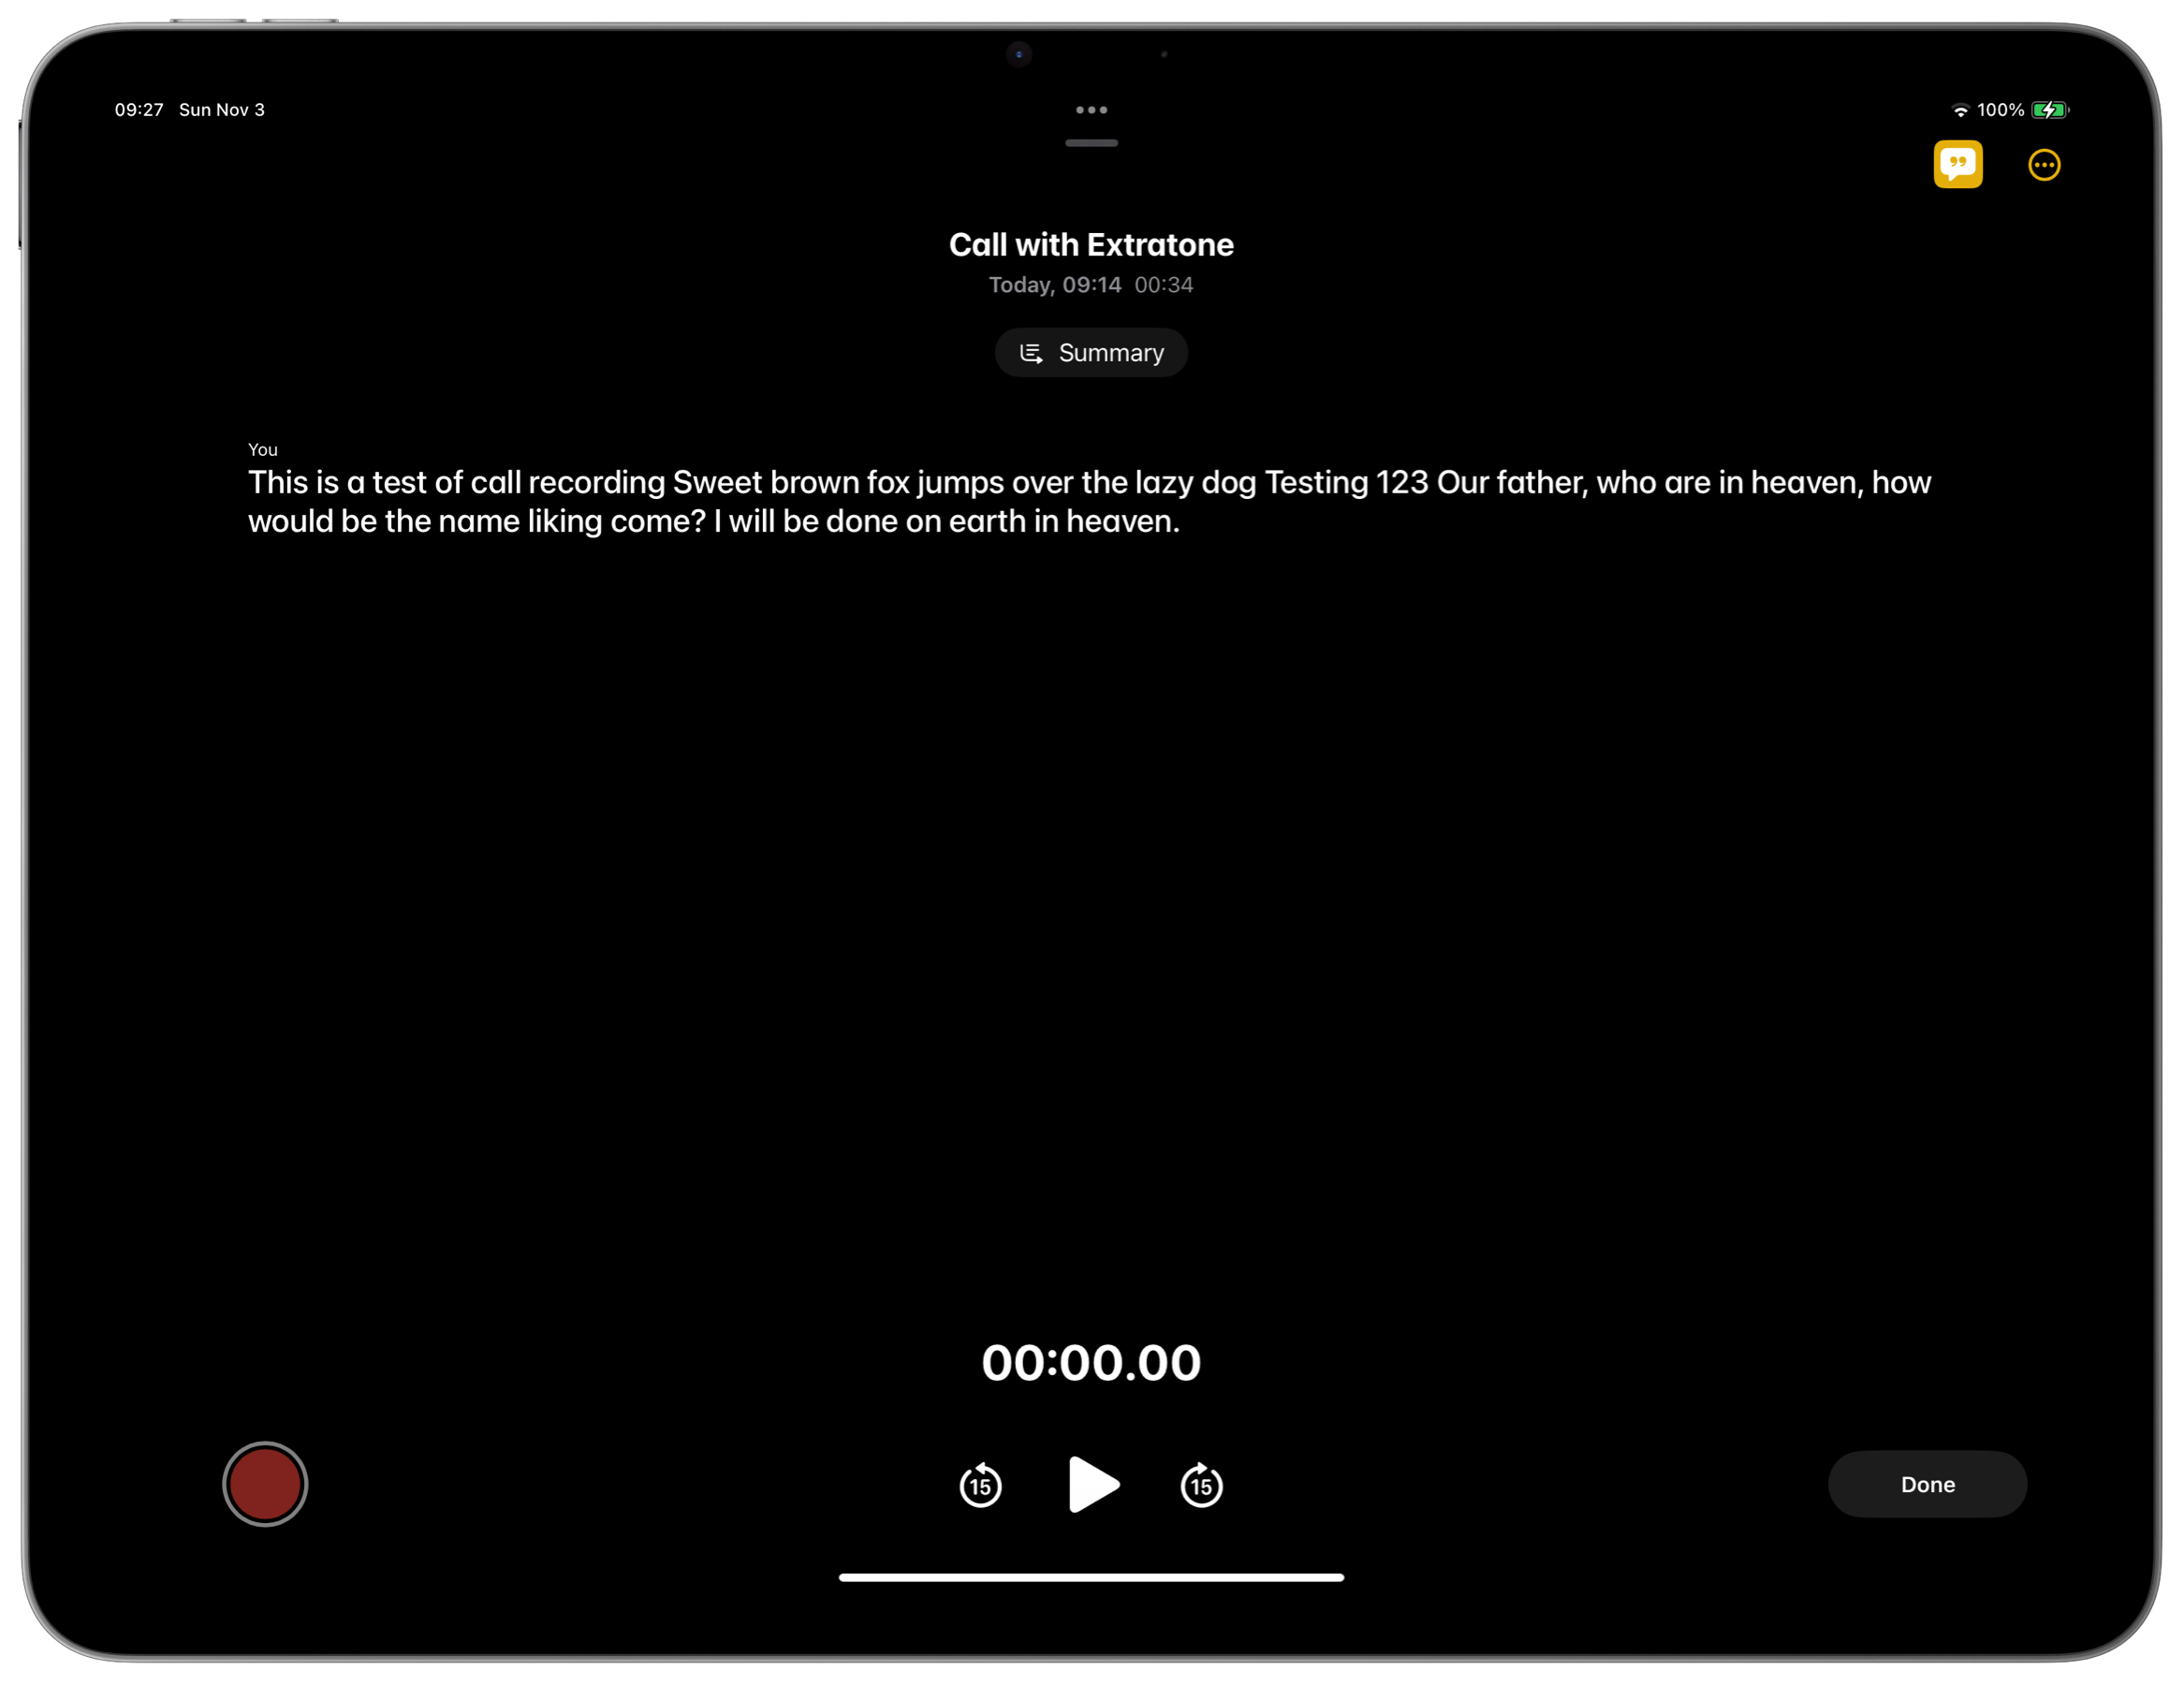 09:27 Sun Nov 3
100%
Call with Extratone
Today, 09:14 00:34
Summary
You
This is a test of call recording Sweet brown fox jumps over the lazy dog Testing 123 Our father, who are in heaven, how
would be the name liking come? I will be done on earth in heaven.
00:00.00
15 15
Done